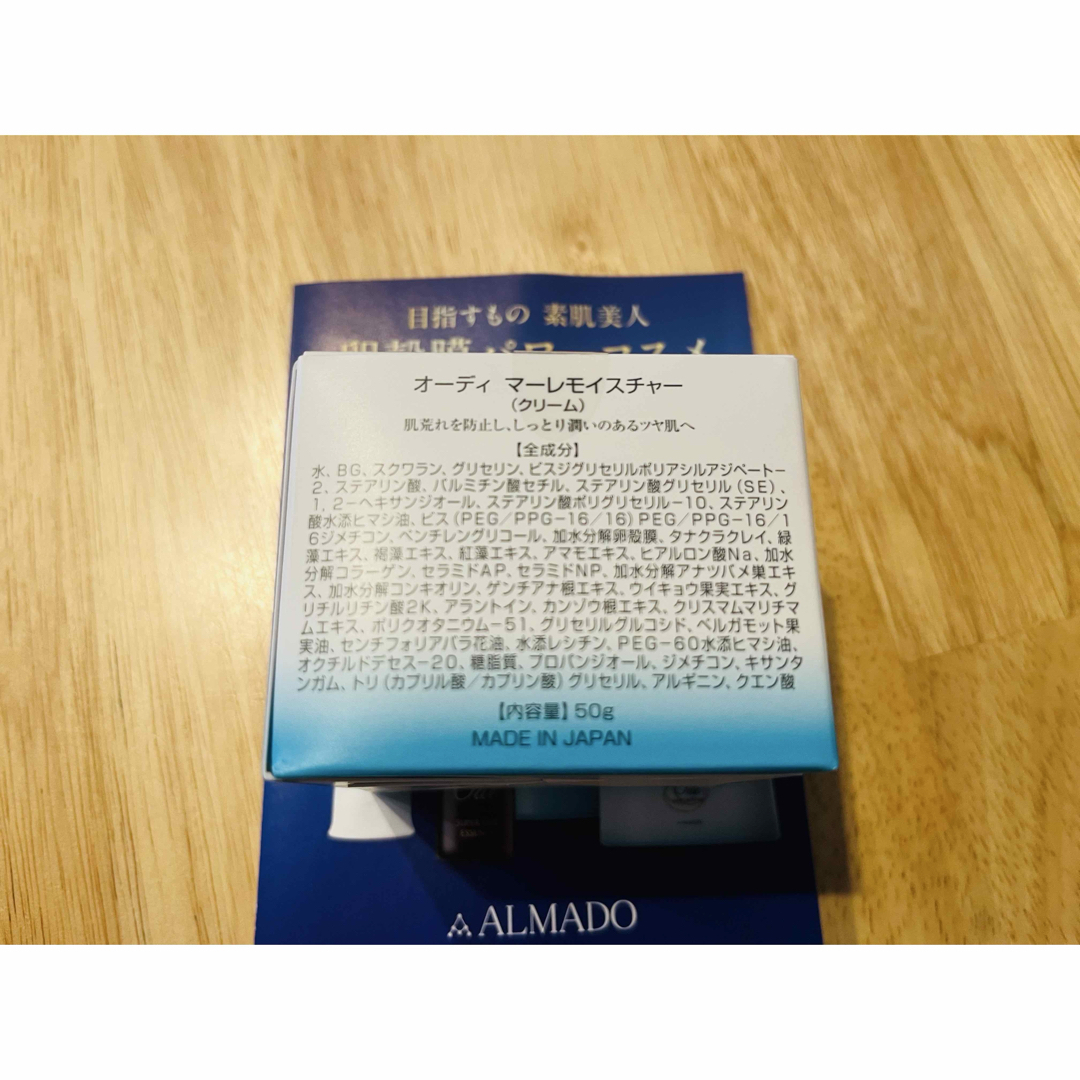 目指すもの 素肌美人
卵殻膜パワーコスメ
オーディ マーレモイスチャー
(クリーム)
肌荒れを防止し、しっとり潤いのあるツヤ肌へ
【全成分】
水、BG、スクワラン、グリセリン、ビスジグリセリルポリアシルアジペート-
2、ステアリン酸、パルミチン酸セチル、ステアリン酸グリセリル(SE)、
1,2-ヘキサンジオール、ステアリン酸ポリグリセリル-10、ステアリン
酸水添ヒマシ油、ビス(PEG/PPG-16/16)PEG/PPG-16/1
6ジメチコン、ペンチレングリコール、加水分解卵殻膜、タナクラクレイ、緑
藻エキス、褐藻エキス、紅藻エキス、アマモエキス、ヒアルロン酸Na、加水
分解コラーゲン、セラミドAP、セラミドNP、加水分解アナツバメ巣エキ
ス、加水分解コンキオリン、ゲンチアナ根エキス、ウイキョウ果実エキス、グ
リチルリチン酸2K、アラントイン、カンゾウ根エキス、クリスマムマリチマ
ムエキス、ポリクオタニウム-51、グリセリルグルコシド、ベルガモット果
実油、センチフォリアバラ花油、水添レシチン、PEG-60水添ヒマシ油、
オクチルドデセス-20、糖脂質、プロパンジオール、ジメチコン、キサンタ
ンガム、トリ(カプリル酸/カプリン酸)グリセリル、アルギニン、クエン酸
【内容量】50g
MADE IN JAPAN
ALMADO